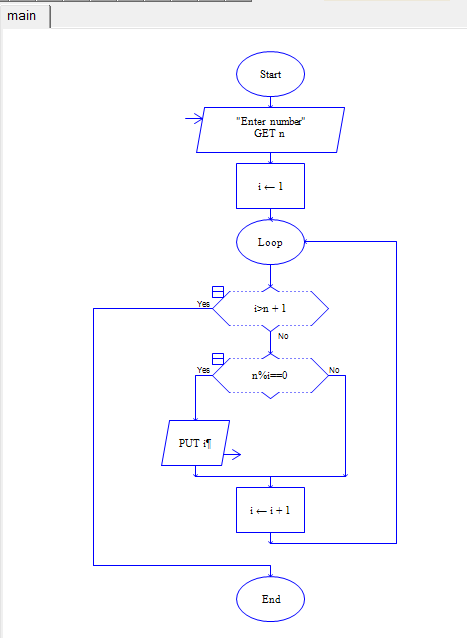 main
Start
"Enter number"
GET n
i ← 1
Loop
Yes
i>n + 1
No
Yes
n%i==0
No
PUT i¶
i ← i + 1
End